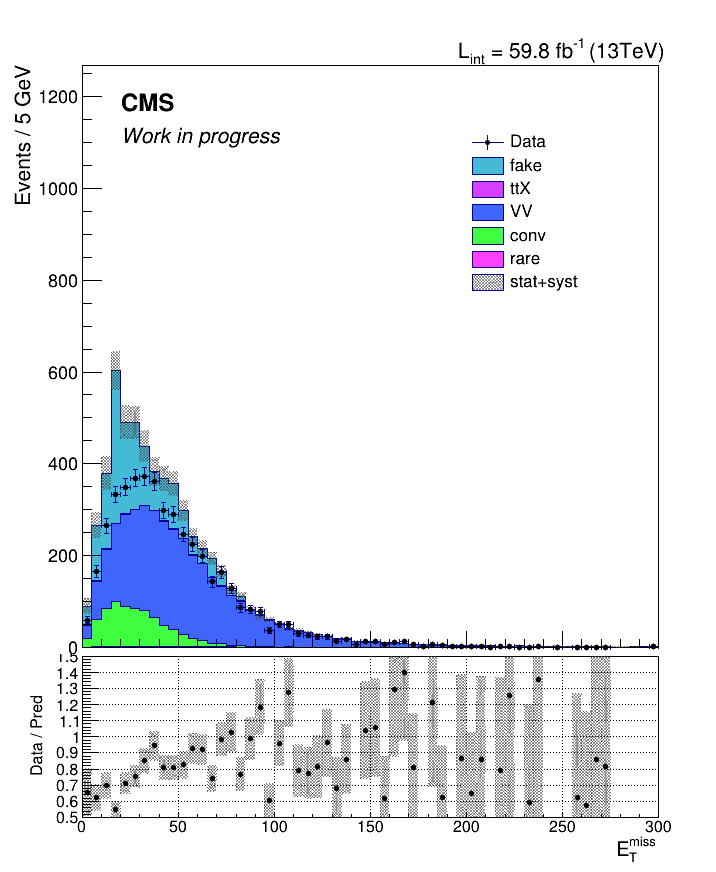 L_int = 59.8 fb^-1 (13TeV)
Events / 5 GeV
CMS
Work in progress
Data
fake
ttX
VV
conv
rare
stat+syst
1200
1000
800
600
400
200
0
Data / Pred
1.5
1.4
1.3
1.2
1.1
1
0.9
0.8
0.7
0.6
0.5
0 50 100 150 200 250 300
E_T^miss